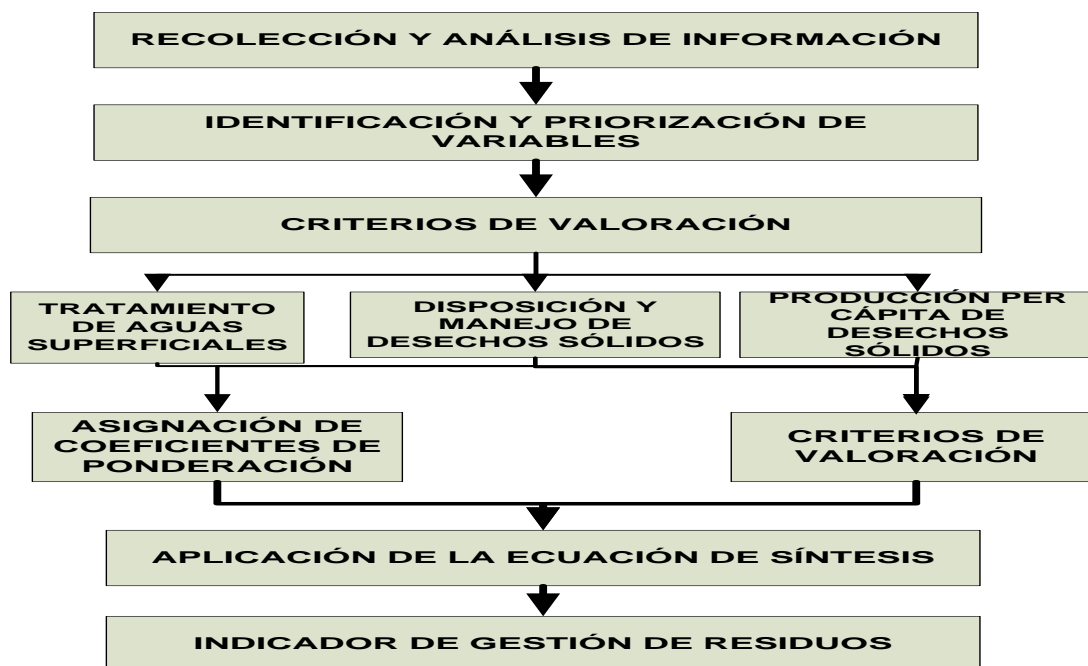 RECOLECCIÓN Y ANÁLISIS DE INFORMACIÓN
IDENTIFICACIÓN Y PRIORIZACIÓN DE
VARIABLES
CRITERIOS DE VALORACIÓN
TRATAMIENTO
DE AGUAS
SUPERFICIALES
DISPOSICIÓN Y
MANEJO DE
DESECHOS SÓLIDOS
PRODUCCIÓN PER
CÁPITA DE
DESECHOS
SÓLIDOS
ASIGNACIÓN DE
COEFICIENTES DE
PONDERACIÓN
CRITERIOS DE
VALORACIÓN
APLICACIÓN DE LA ECUACIÓN DE SÍNTESIS
INDICADOR DE GESTIÓN DE RESIDUOS